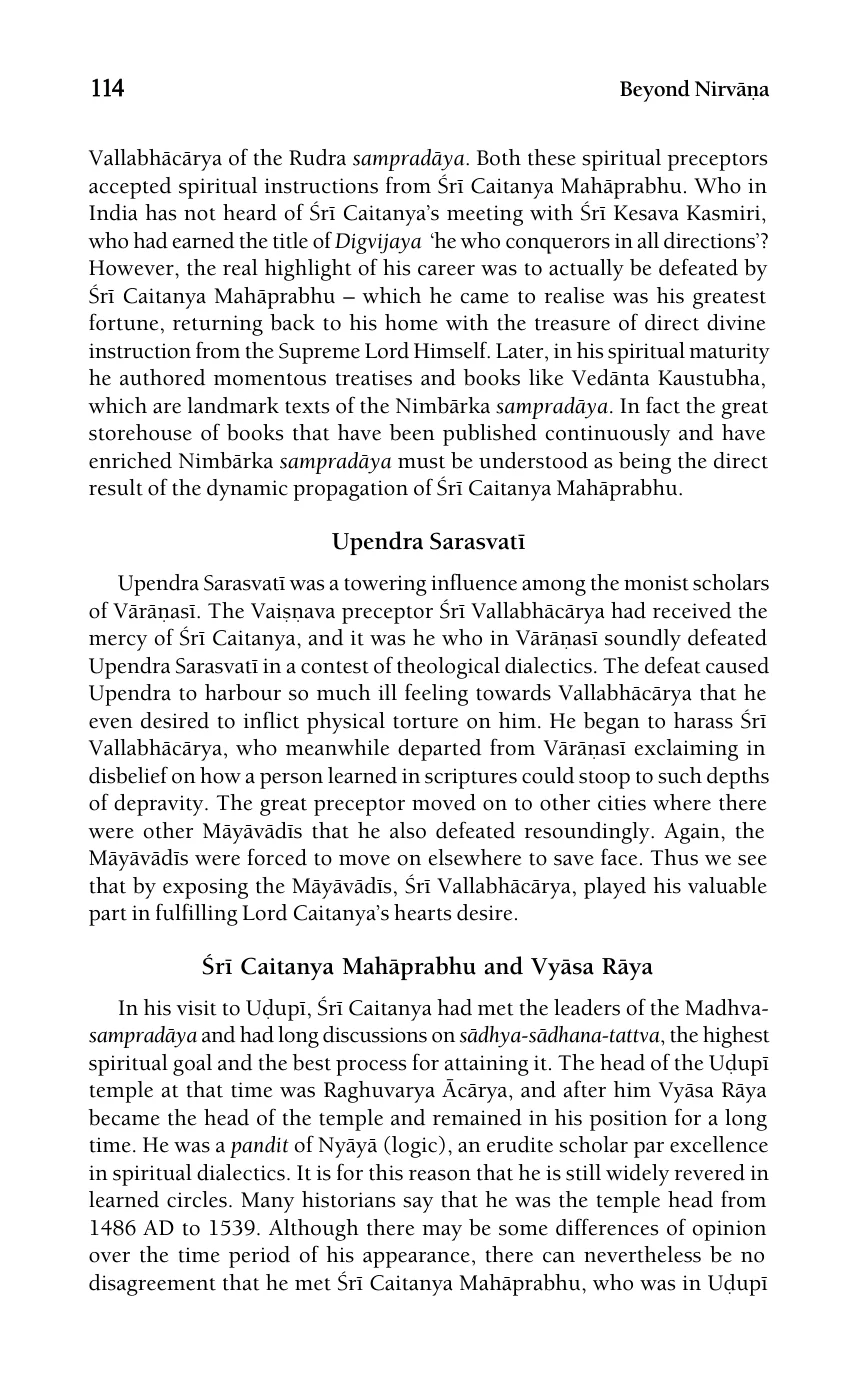 114 Beyond Nirvāṇa
Vallabhācārya of the Rudra sampradāya. Both these spiritual preceptors
accepted spiritual instructions from Śrī Caitanya Mahāprabhu. Who in
India has not heard of Śrī Caitanya’s meeting with Śrī Kesava Kasmiri,
who had earned the title of Digvijaya ‘he who conquerors in all directions’?
However, the real highlight of his career was to actually be defeated by
Śrī Caitanya Mahāprabhu – which he came to realise was his greatest
fortune, returning back to his home with the treasure of direct divine
instruction from the Supreme Lord Himself. Later, in his spiritual maturity
he authored momentous treatises and books like Vedānta Kaustubha,
which are landmark texts of the Nimbārka sampradāya. In fact the great
storehouse of books that have been published continuously and have
enriched Nimbārka sampradāya must be understood as being the direct
result of the dynamic propagation of Śrī Caitanya Mahāprabhu.
Upendra Sarasvatī
Upendra Sarasvatī was a towering influence among the monist scholars
of Vārāṇasī. The Vaiṣṇava preceptor Śrī Vallabhācārya had received the
mercy of Śrī Caitanya, and it was he who in Vārāṇasī soundly defeated
Upendra Sarasvatī in a contest of theological dialectics. The defeat caused
Upendra to harbour so much ill feeling towards Vallabhācārya that he
even desired to inflict physical torture on him. He began to harass Śrī
Vallabhācārya, who meanwhile departed from Vārāṇasī exclaiming in
disbelief on how a person learned in scriptures could stoop to such depths
of depravity. The great preceptor moved on to other cities where there
were other Māyāvādīs that he also defeated resoundingly. Again, the
Māyāvādīs were forced to move on elsewhere to save face. Thus we see
that by exposing the Māyāvādīs, Śrī Vallabhācārya, played his valuable
part in fulfilling Lord Caitanya’s hearts desire.
Śrī Caitanya Mahāprabhu and Vyāsa Rāya
In his visit to Uḍupī, Śrī Caitanya had met the leaders of the Madhva-
sampradāya and had long discussions on sādhya-sādhana-tattva, the highest
spiritual goal and the best process for attaining it. The head of the Uḍupī
temple at that time was Raghuvarya Ācārya, and after him Vyāsa Rāya
became the head of the temple and remained in his position for a long
time. He was a pandit of Nyāyā (logic), an erudite scholar par excellence
in spiritual dialectics. It is for this reason that he is still widely revered in
learned circles. Many historians say that he was the temple head from
1486 AD to 1539. Although there may be some differences of opinion
over the time period of his appearance, there can nevertheless be no
disagreement that he met Śrī Caitanya Mahāprabhu, who was in Uḍupī